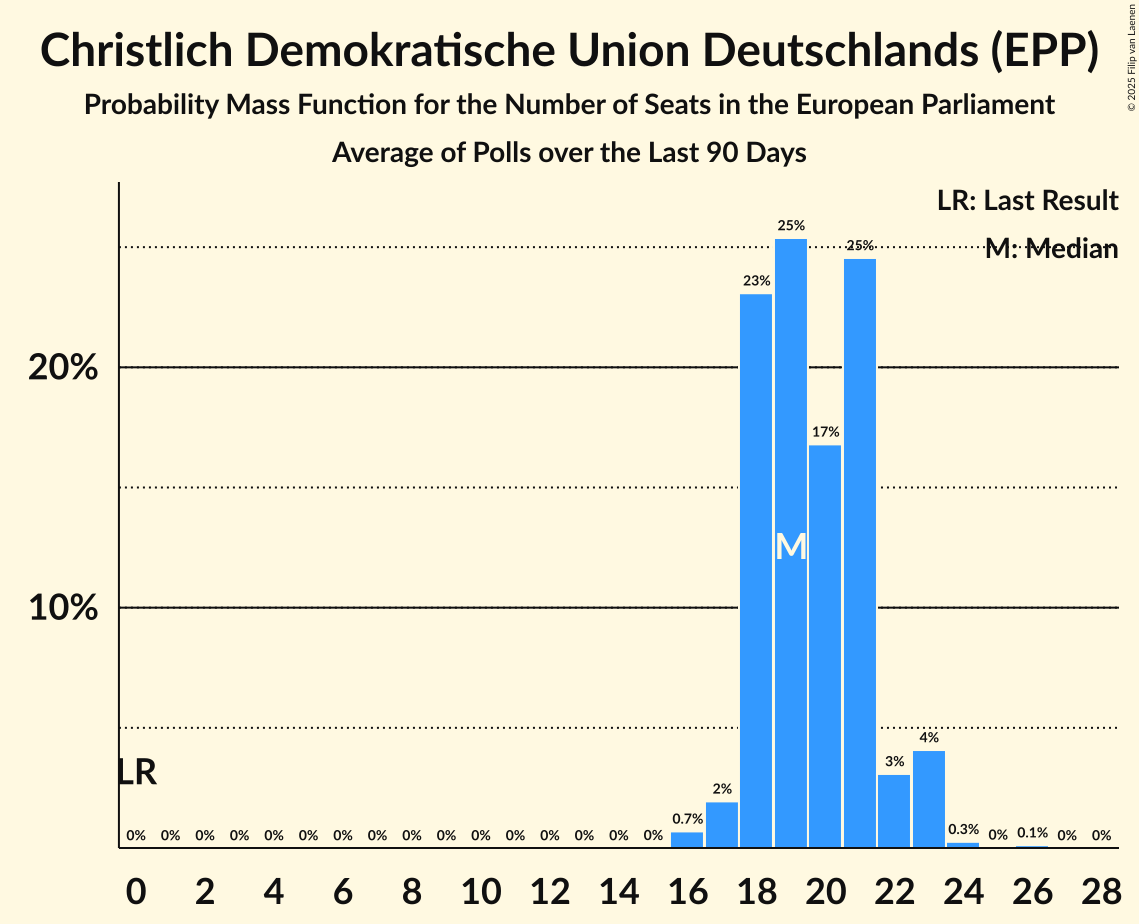 Christlich Demokratische Union Deutschlands (EPP)
Probability Mass Function for the Number of Seats in the European Parliament
Average of Polls over the Last 90 Days
© 2025 Filip van Laenen
LR: Last Result
M: Median
25%
25%
23%
20%
17%
M
10%
4%
3%
LR
2%
0.7%
0.3%
0.1%
0% 0% 0% 0% 0% 0% 0% 0% 0% 0% 0% 0% 0% 0% 0% 0% 0% 0% 0%
0 2 4 6 8 10 12 14 16 18 20 22 24 26 28